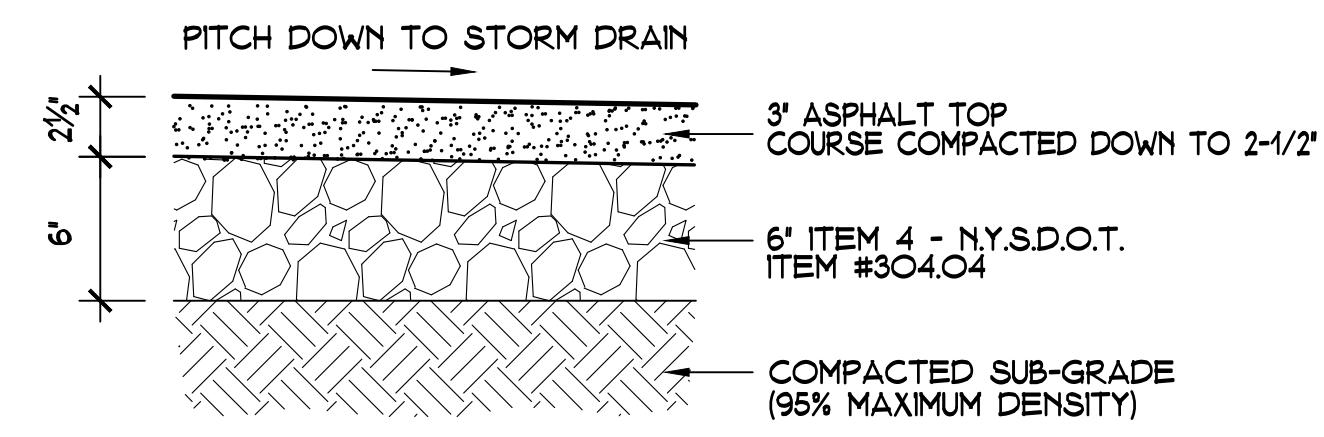 PITCH DOWN TO STORM DRAIN
2½"
3" ASPHALT TOP
COURSE COMPACTED DOWN TO 2-1/2"
6"
6" ITEM 4 - N.Y.S.D.O.T.
ITEM #304.04
COMPACTED SUB-GRADE
(95% MAXIMUM DENSITY)